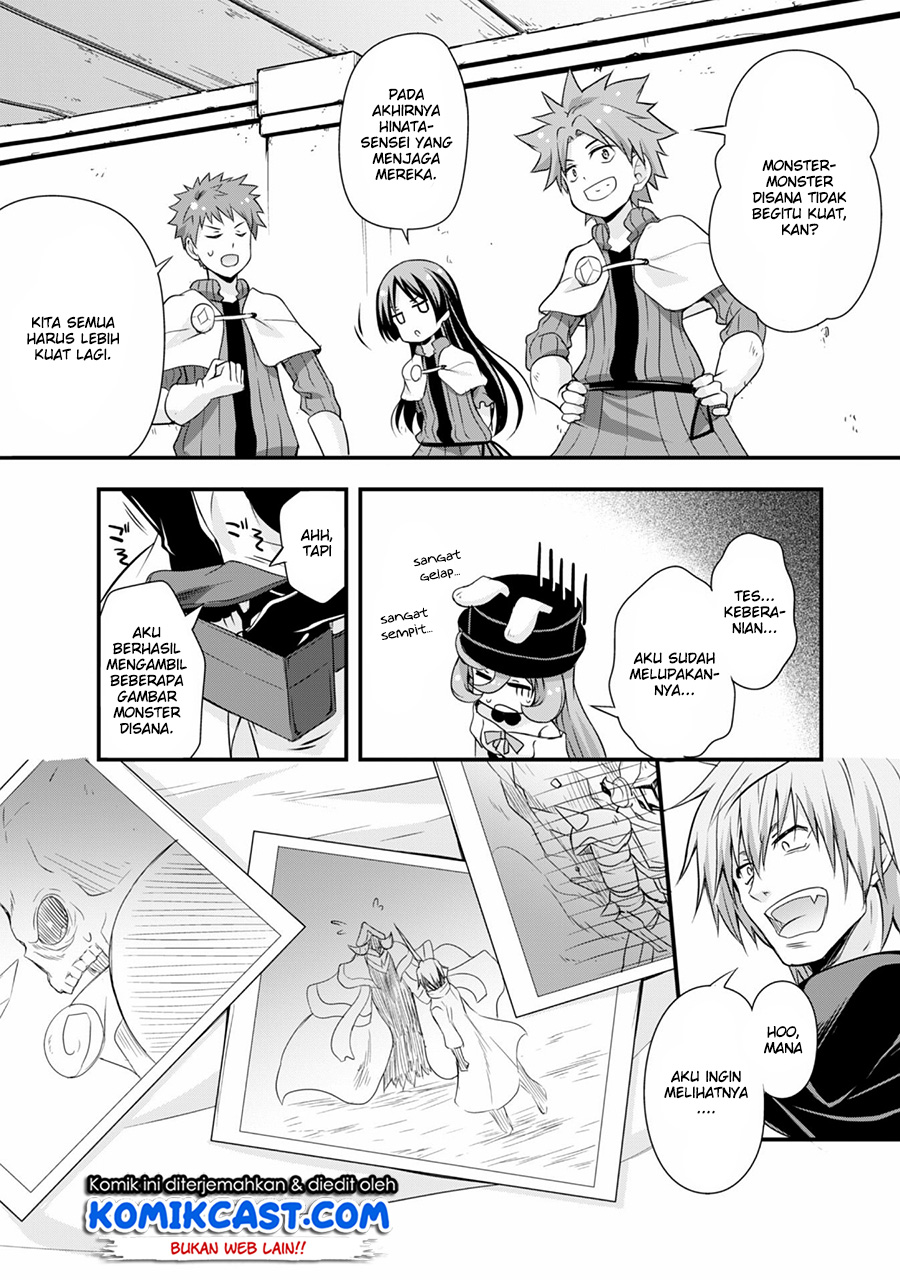 MONSTER-
MONSTER
DISANA TIDAK
BEGITU KUAT,
KAN?
PADA
AKHIRNYA
HINATA-
SENSEI YANG
MENJAGA
MEREKA.
KITA SEMUA
HARUS LEBIH
KUAT LAGI.
TES...
KEBERA-
NIAN...
AKU SUDAH
MELUPAKAN-
NYA...
SANGAT
GELAP...
SANGAT
SEMPIT...
AHH,
TAPI
AKU
BERHASIL
MENGAMBIL
BEBERAPA
GAMBAR
MONSTER
DISANA.
HOO,
MANA
AKU INGIN
MELIHATNYA
....
Komik ini diterjemahkan & diedit oleh
KOMIKCAST.COM
BUKAN WEB LAIN!!